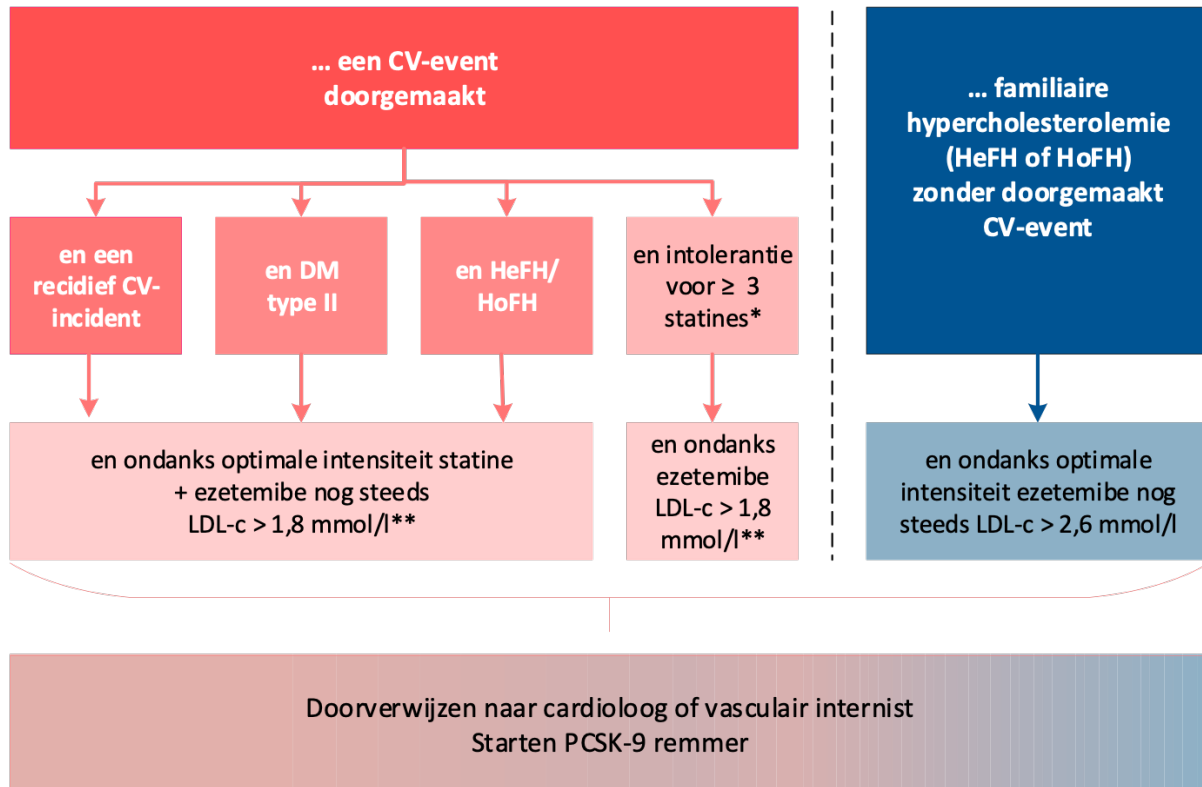 ... een CV-event
doorgemaakt
... familiaire
hypercholesterolemie
(HeFH of HoFH)
zonder doorgemaakt
CV-event
en een
recidief CV-
incident
en DM
type II
en HeFH/
HoFH
en intolerantie
voor ≥ 3
statines*
en ondanks optimale intensiteit statine
+ ezetemibe nog steeds
LDL-c > 1,8 mmol/l**
en ondanks
ezetemibe
LDL-c > 1,8
mmol/l**
en ondanks optimale
intensiteit ezetemibe nog
steeds LDL-c > 2,6 mmol/l
Doorverwijzen naar cardioloog of vasculair internist
Starten PCSK-9 remmer